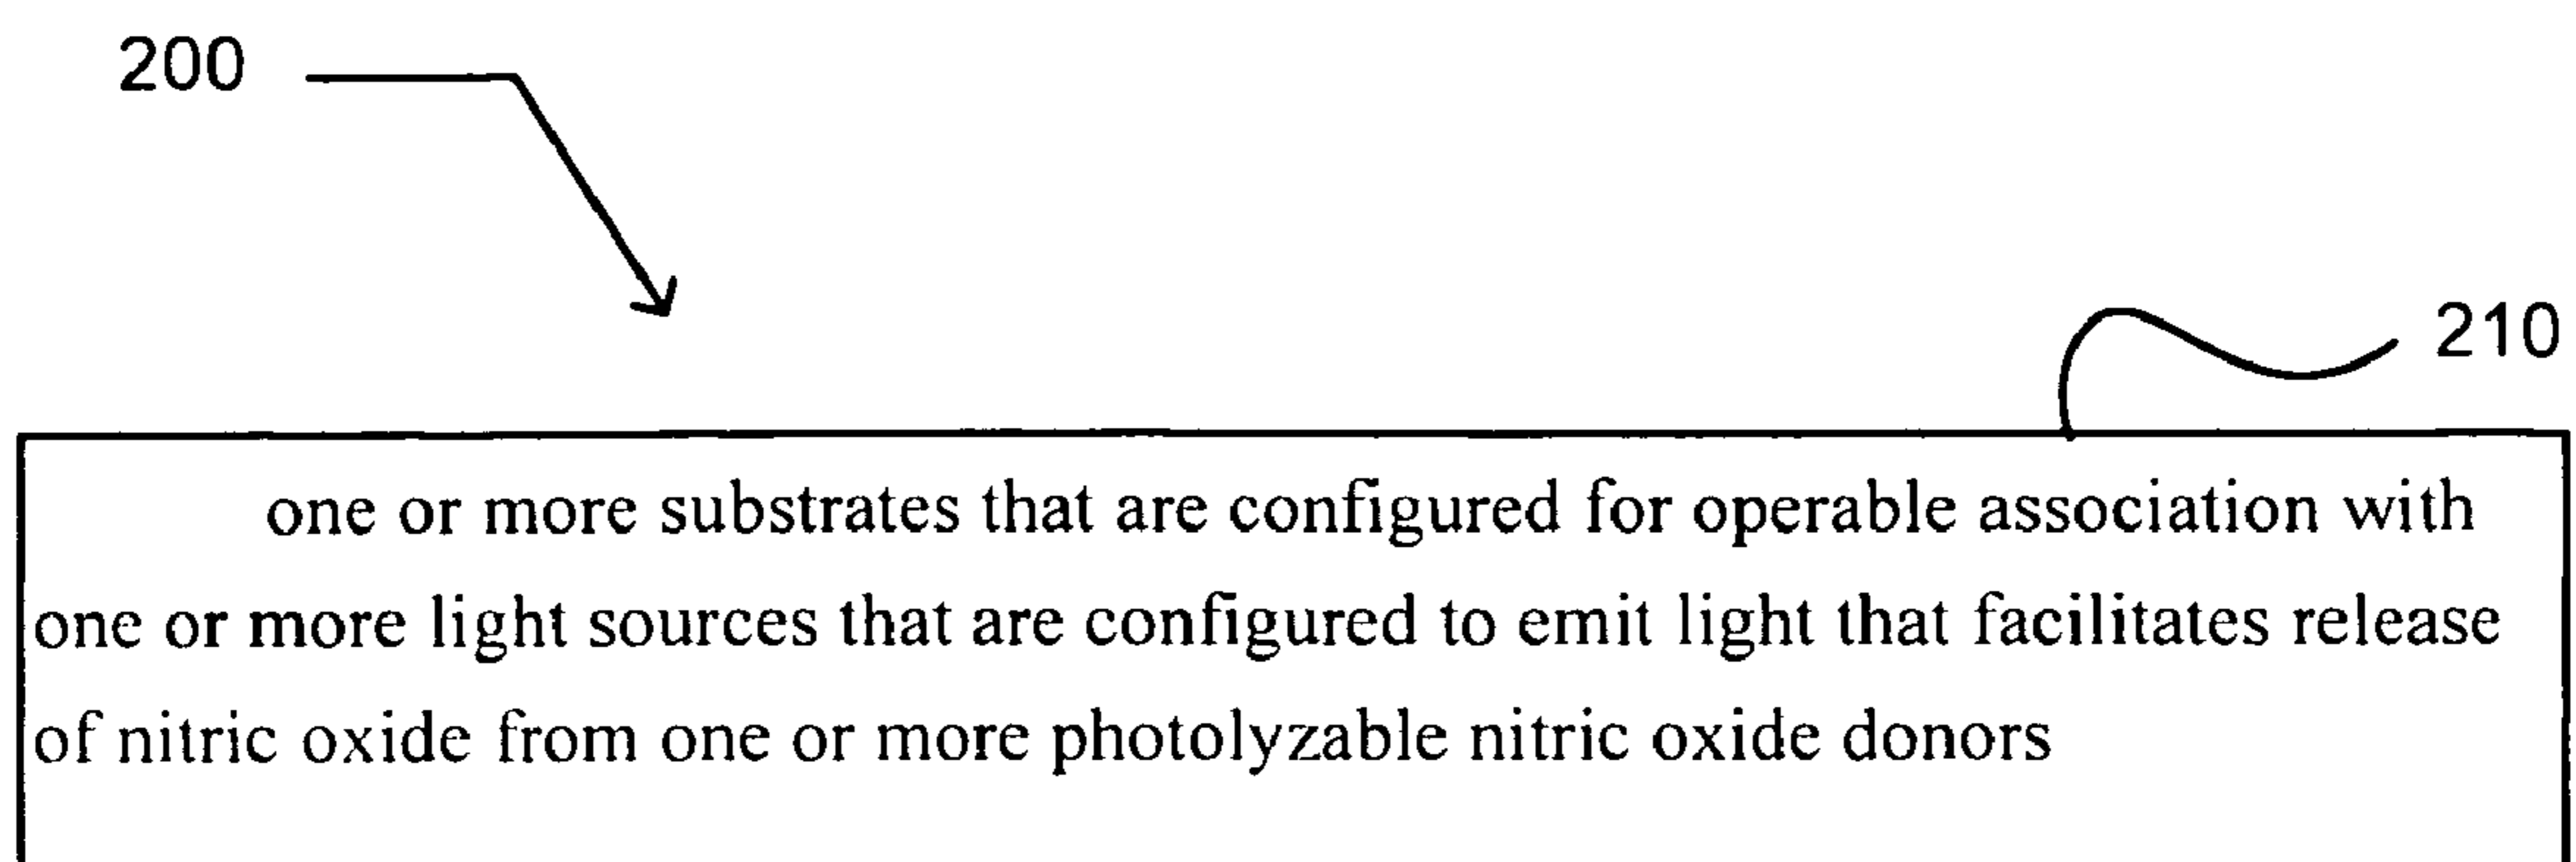 200
210
one or more substrates that are configured for operable association with
one or more light sources that are configured to emit light that facilitates release
of nitric oxide from one or more photolyzable nitric oxide donors